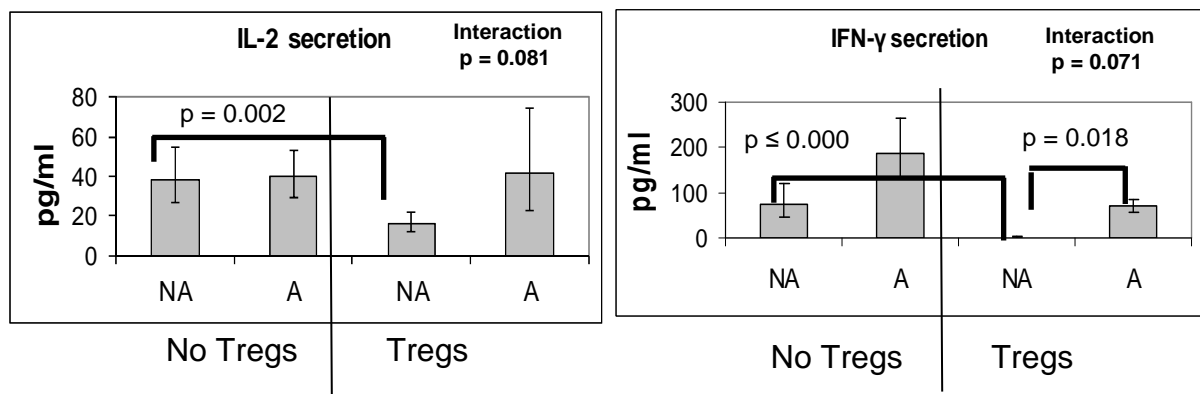 IL-2 secretion
Interaction
p = 0.081
pg/ml
80
60
40
20
0
p = 0.002
NA
A
NA
A
No Tregs
Tregs
IFN-γ secretion
Interaction
p = 0.071
pg/ml
300
200
100
0
p ≤ 0.000
p = 0.018
NA
A
NA
A
No Tregs
Tregs